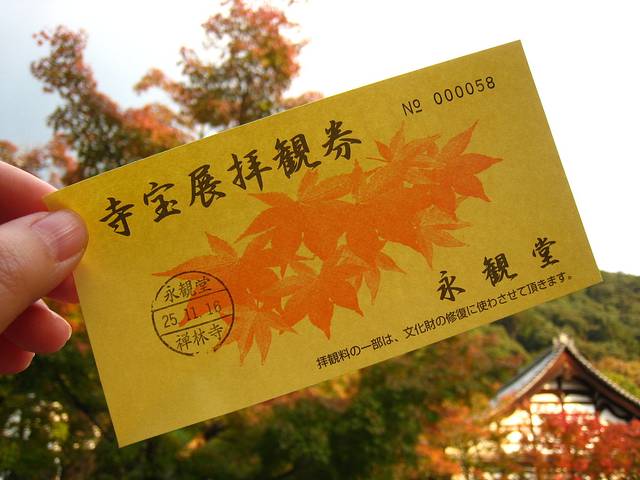 № 000058
寺宝展拝観券
永観堂
25.11.16
禅林寺
永観堂
拝観料の一部は、文化財の修復に使わさせて頂きます。